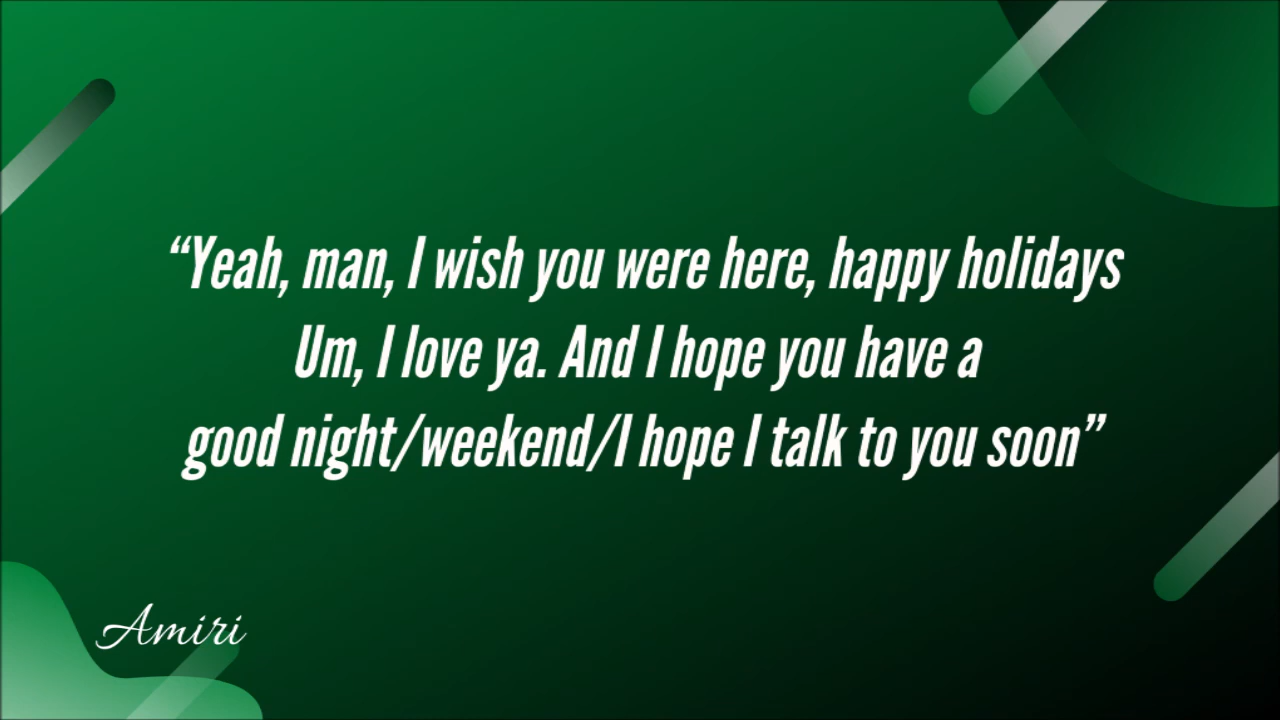 “Yeah, man, I wish you were here, happy holidays
Um, I love ya. And I hope you have a
good night/weekend/I hope I talk to you soon”
Amiri